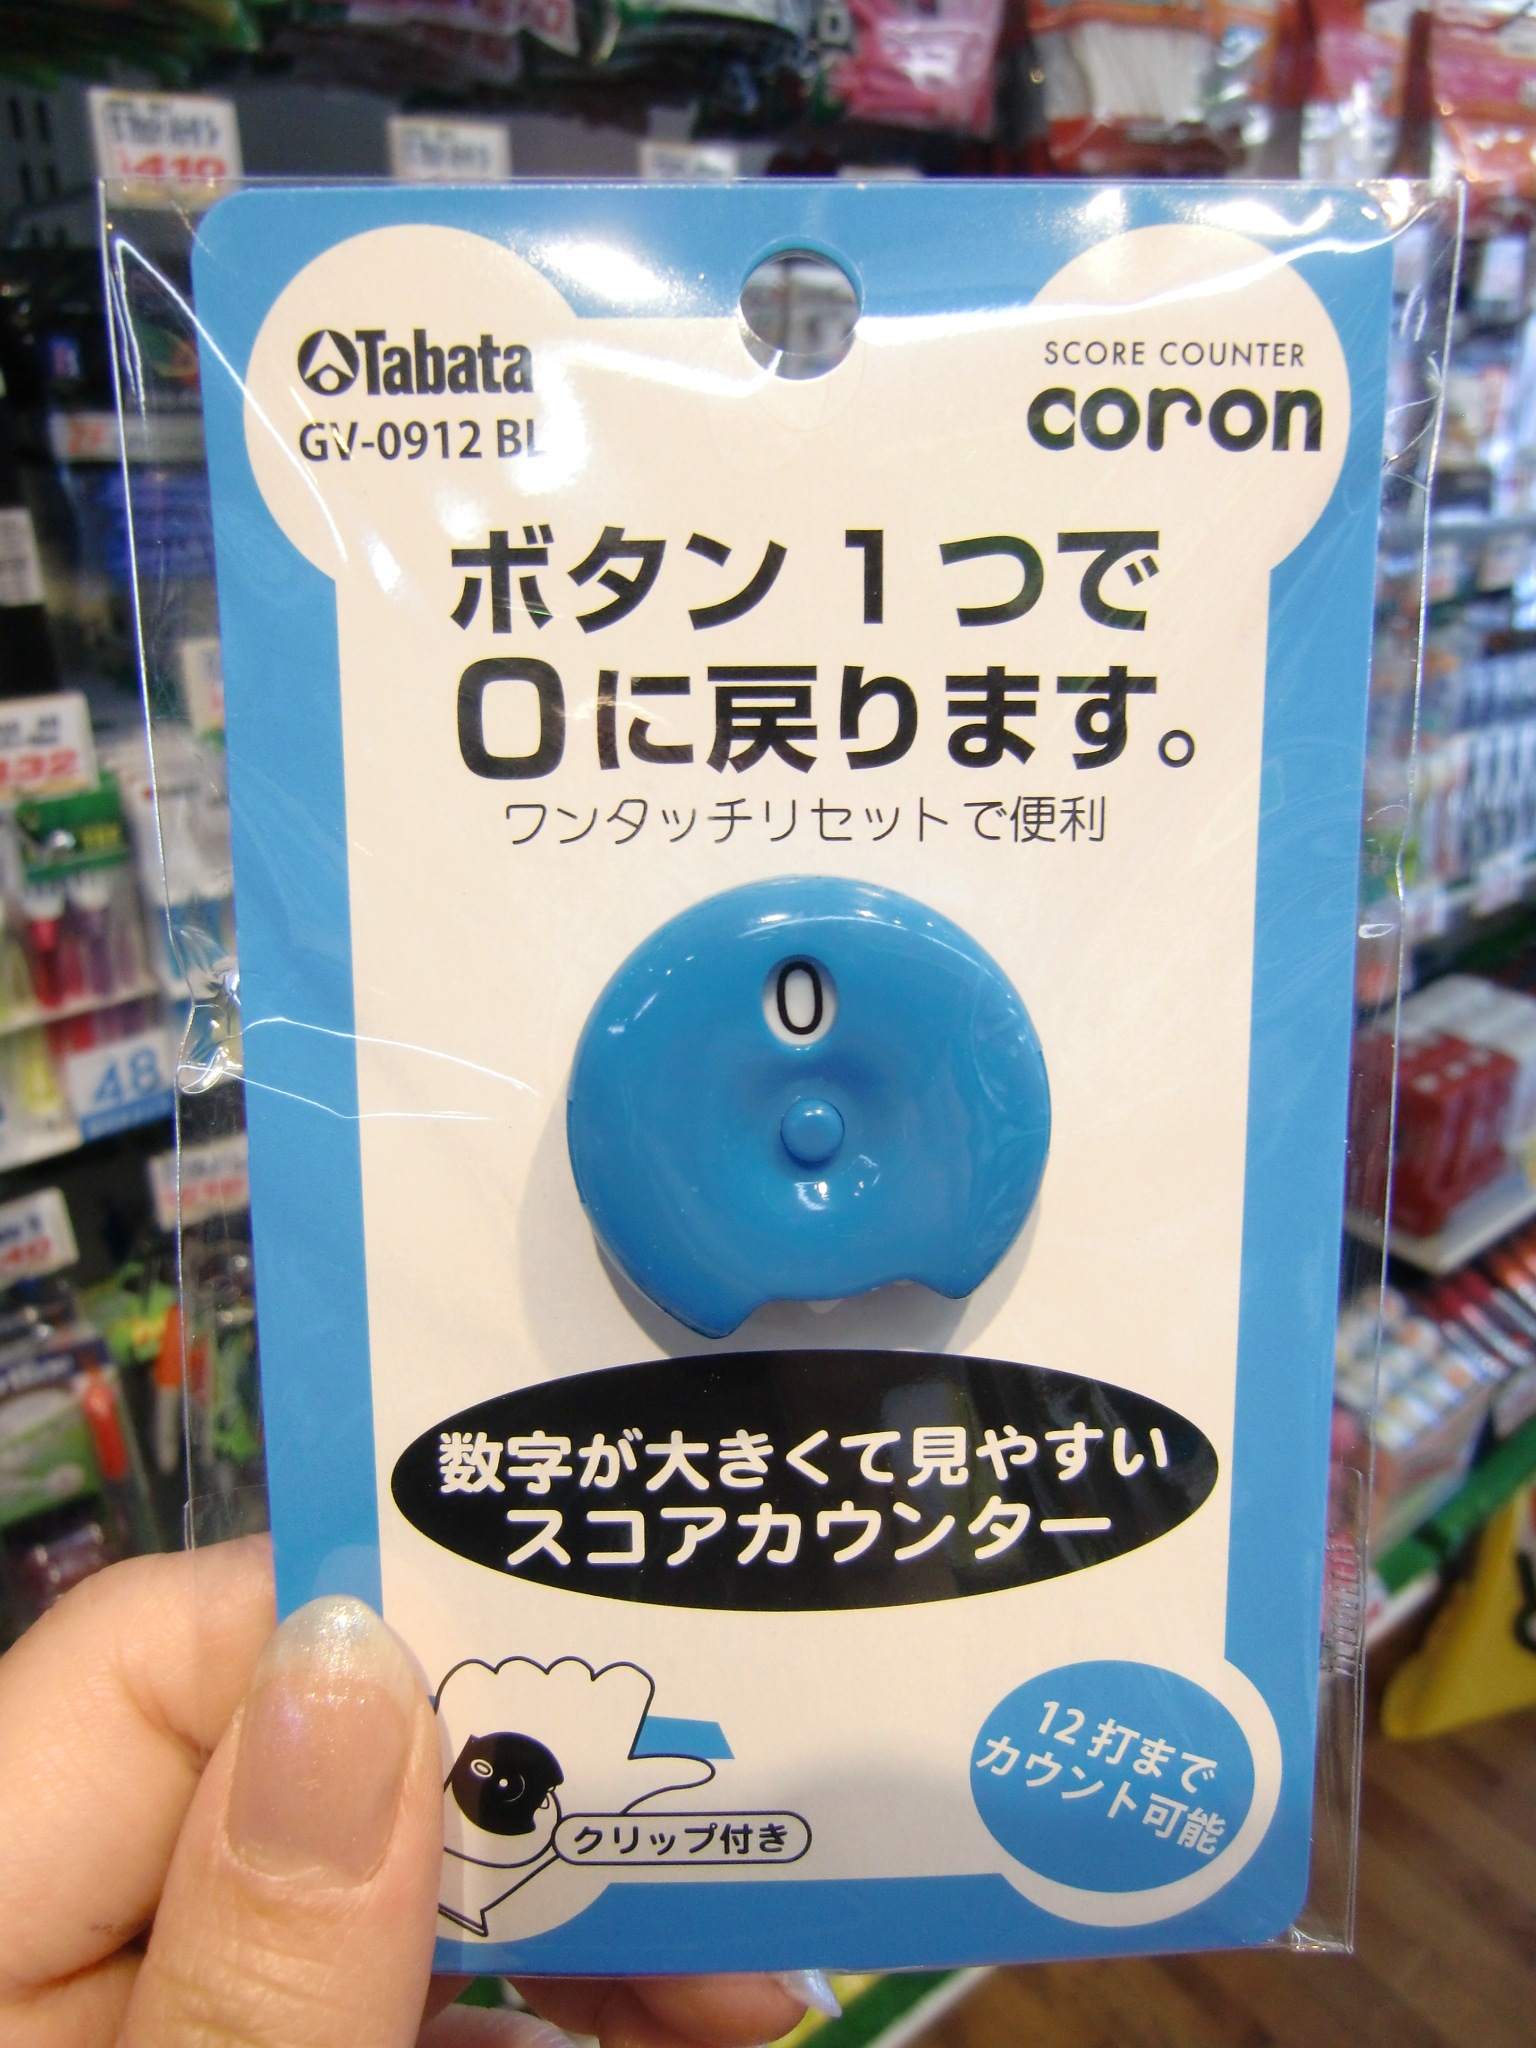 Tabata
GV-0912 BL
SCORE COUNTER
coron
ボタン1つで
0に戻ります。
ワンタッチリセットで便利
0
数字が大きくて見やすい
スコアカウンター
0
クリップ付き
12打まで
カウント可能
48